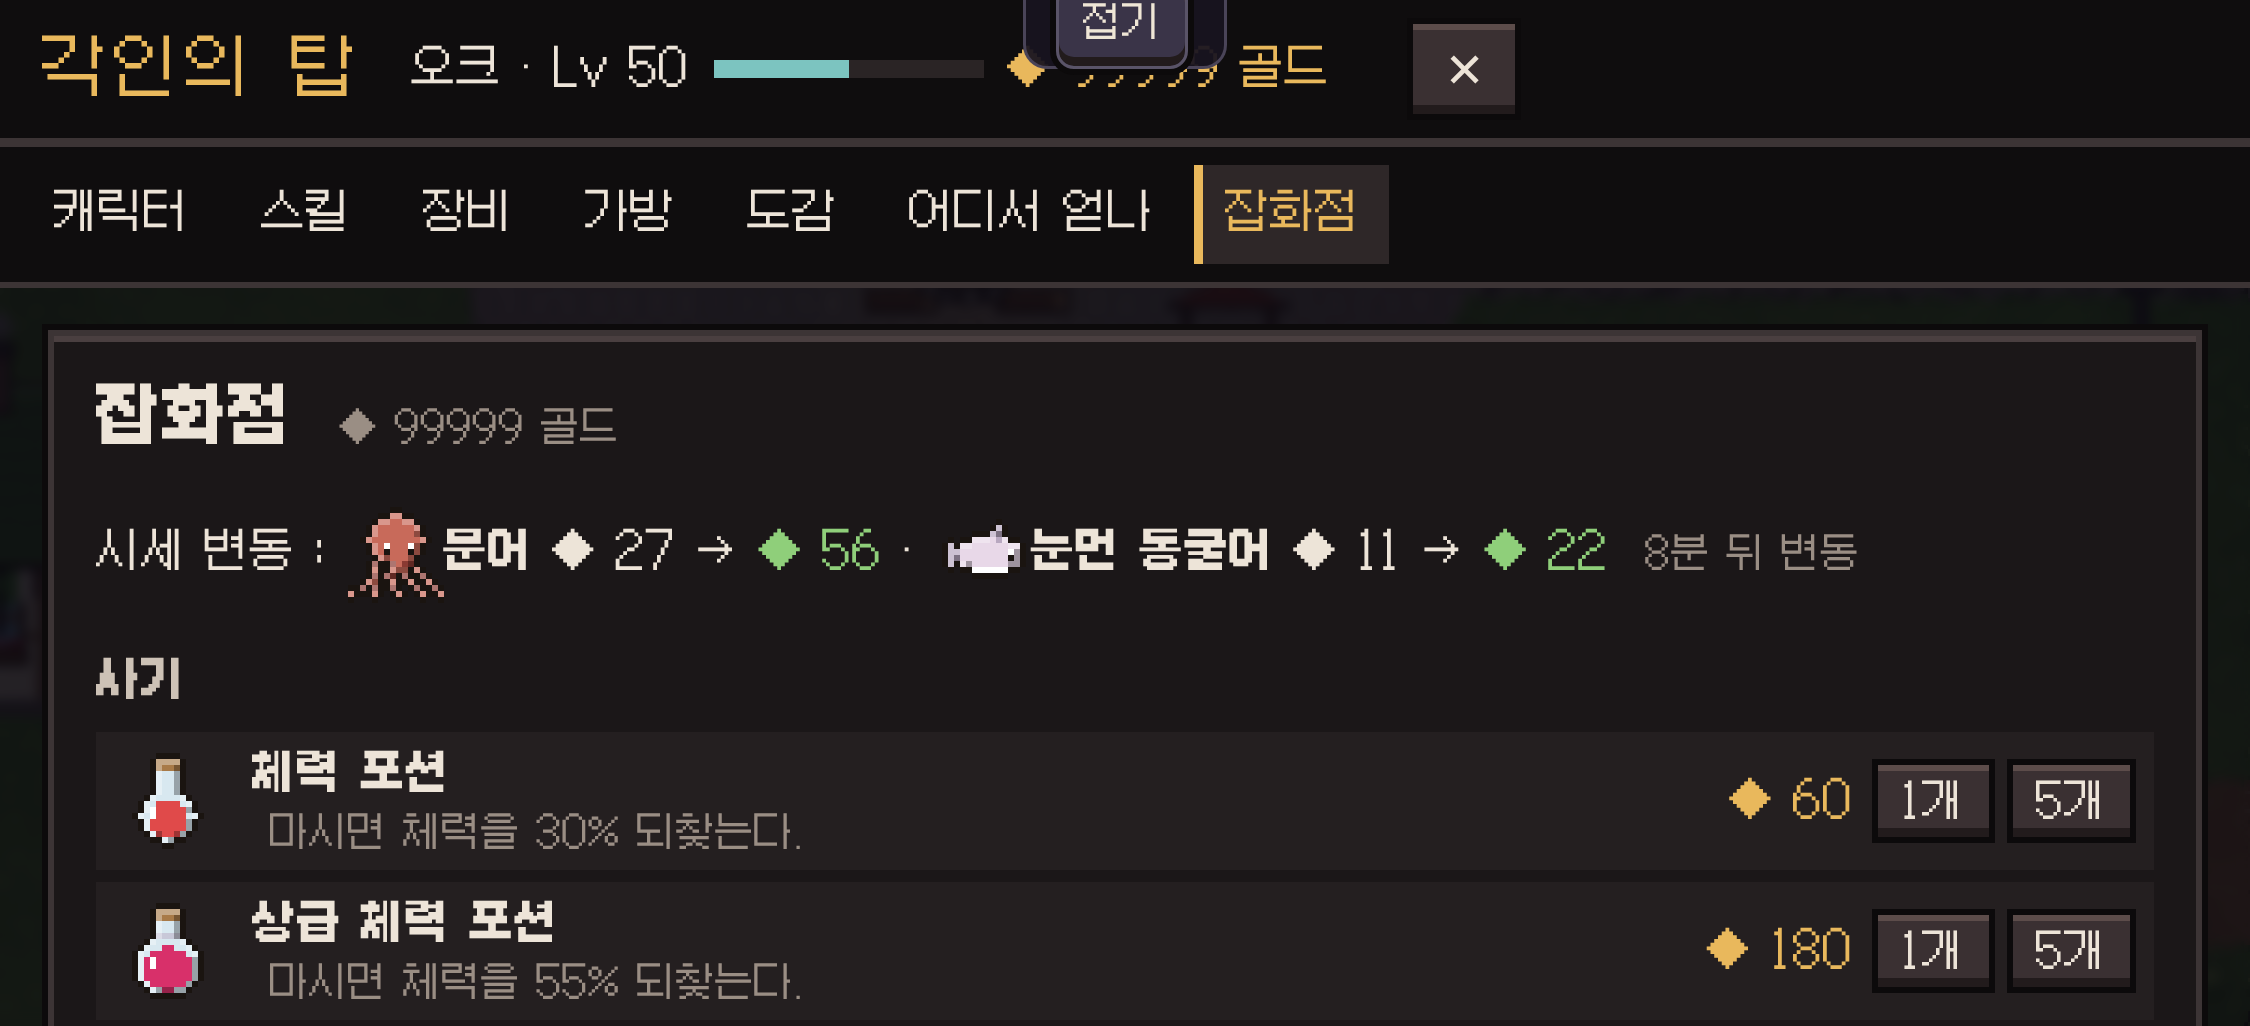 접기
각인의 탑 오크 · Lv 50 ◆ 99999 골드 ×
캐릭터 스킬 장비 가방 도감 어디서 얻나 잡화점
잡화점 ◆ 99999 골드
시세 변동 : 문어 ◆ 27 → ◆ 56 · 눈먼 동굴어 ◆ 11 → ◆ 22 8분 뒤 변동
사기
체력 포션 ◆ 60 1개 5개
마시면 체력을 30% 되찾는다.
상급 체력 포션 ◆ 180 1개 5개
마시면 체력을 55% 되찾는다.